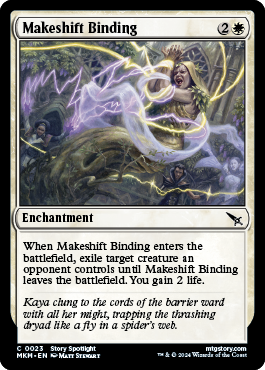 Makeshift Binding 2
Enchantment
When Makeshift Binding enters the
battlefield, exile target creature an
opponent controls until Makeshift Binding
leaves the battlefield. You gain 2 life.
Kaya clung to the cords of the barrier ward
with all her might, trapping the thrashing
dryad like a fly in a spider's web.
C 0023 Story Spotlight mtgstory.com
MKM • EN Matt Stewart ™ & © 2024 Wizards of the Coast